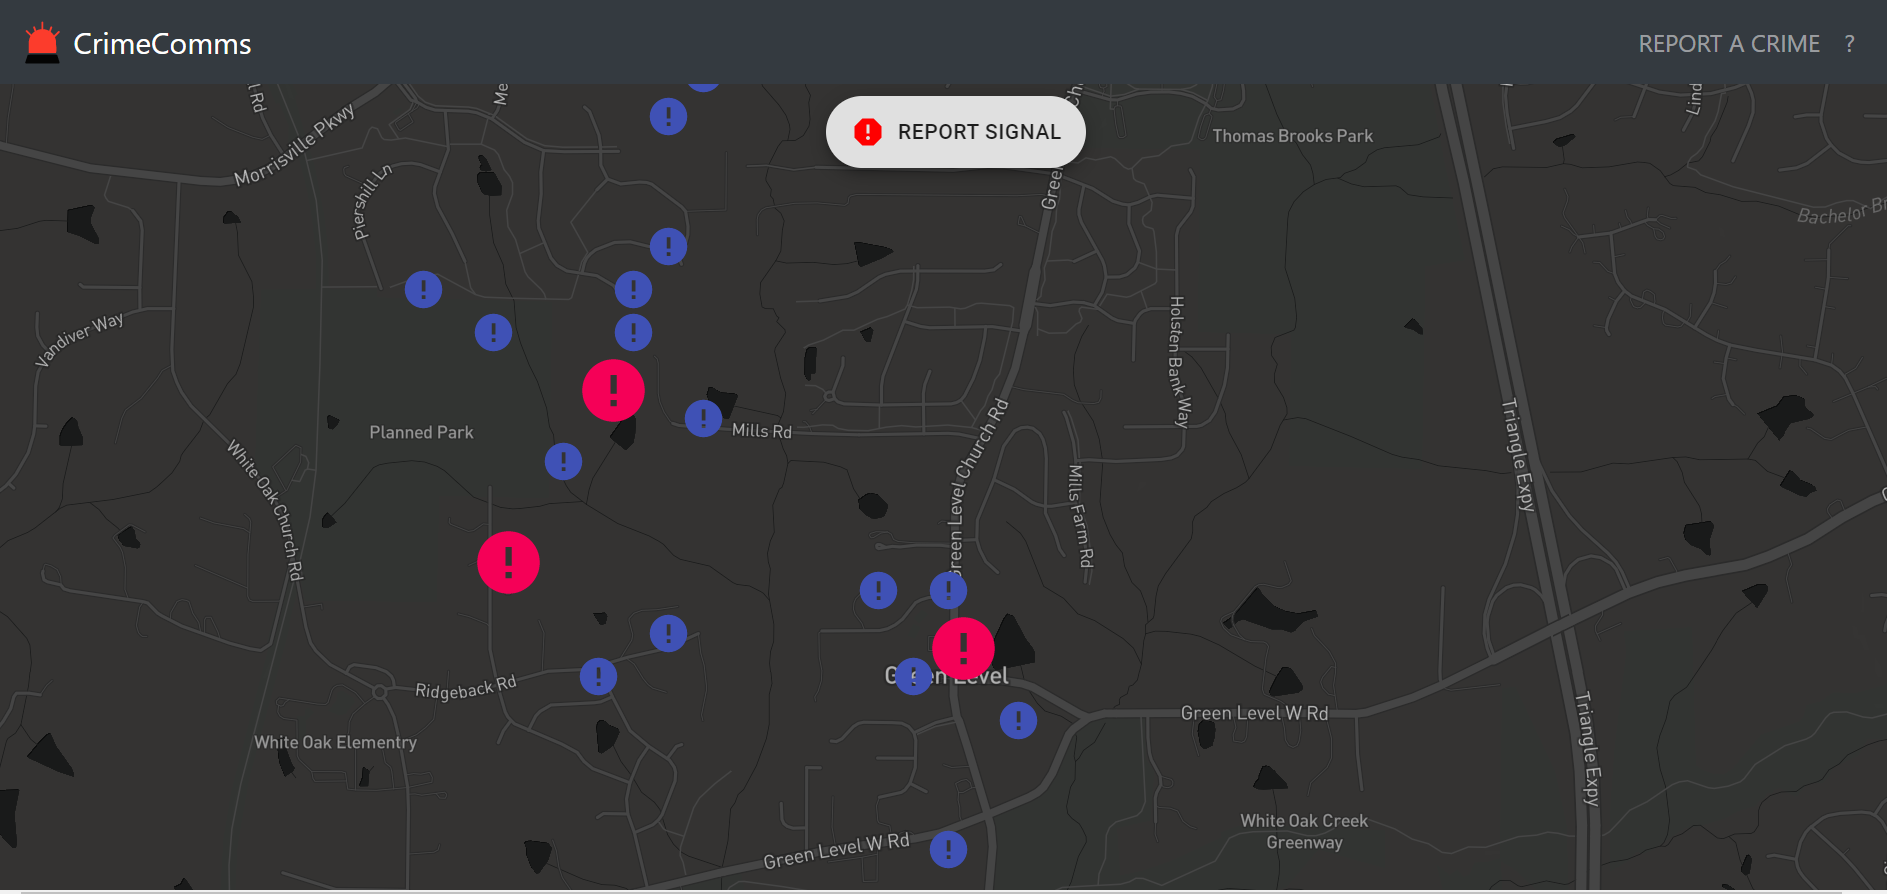 CrimeComms
REPORT A CRIME ?
REPORT SIGNAL
Morrisville Pkwy
Thomas Brooks Park
Piershill Ln
Vandiver Way
Holsten Bank Way
Planned Park
Mills Rd
White Oak Church Rd
Green Level Church Rd
Mills Farm Rd
Triangle Expy
Green Level
Ridgeback Rd
Green Level W Rd
White Oak Elementry
Triangle Expy
White Oak Creek
Greenway
Green Level W Rd